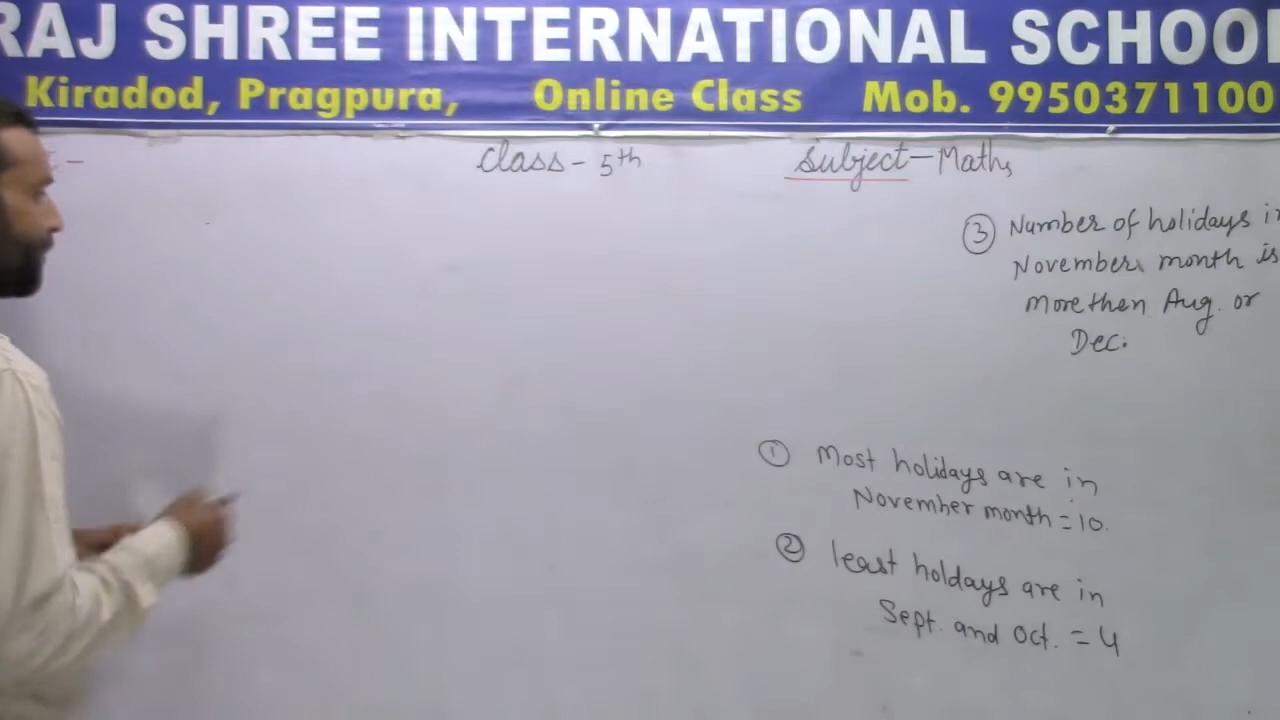 RAJ SHREE INTERNATIONAL SCHOOL
Kiradod, Pragpura, Online Class Mob. 9950371100
Class - 5th Subject - Maths
③ Number of holidays in
November month is
more then Aug. or
Dec.
① Most holidays are in
November month = 10.
② least holdays are in
Sept. and Oct. = 4